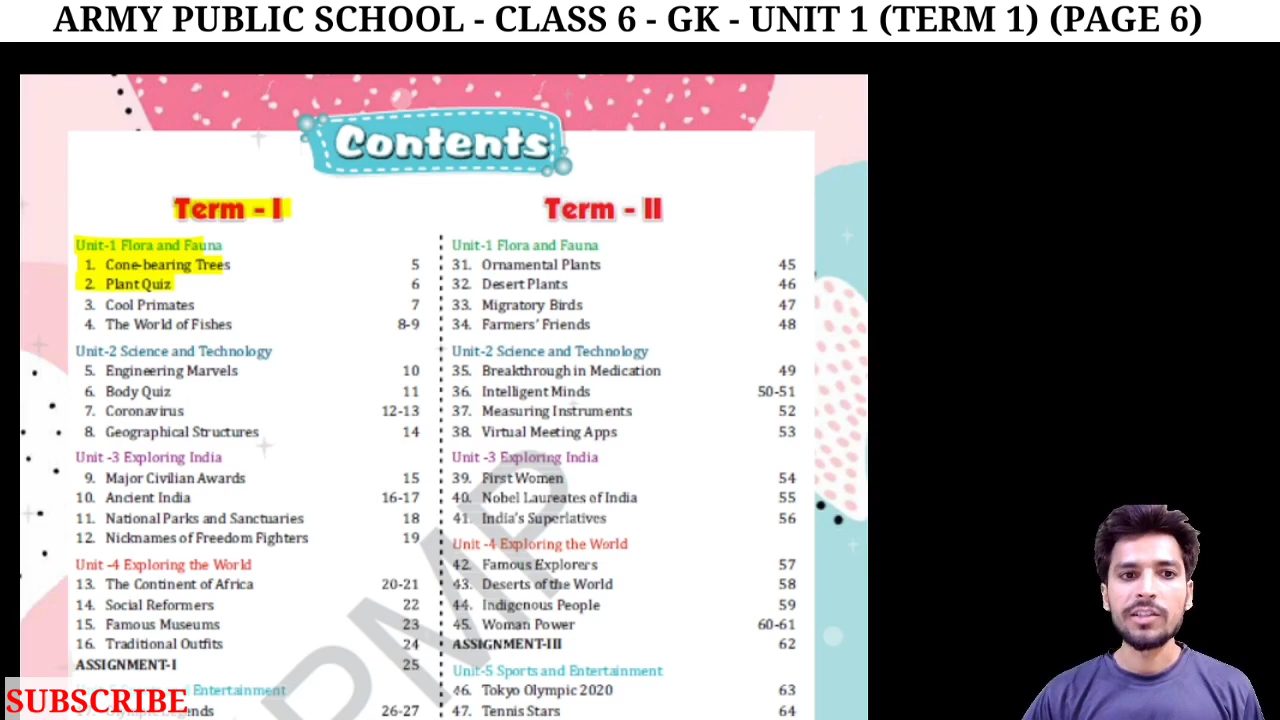 ARMY PUBLIC SCHOOL - CLASS 6 - GK - UNIT 1 (TERM 1) (PAGE 6)
Contents
Term - I
Unit-1 Flora and Fauna
1. Cone-bearing Trees 5
2. Plant Quiz 6
3. Cool Primates 7
4. The World of Fishes 8-9
Unit-2 Science and Technology
5. Engineering Marvels 10
6. Body Quiz 11
7. Coronavirus 12-13
8. Geographical Structures 14
Unit -3 Exploring India
9. Major Civilian Awards 15
10. Ancient India 16-17
11. National Parks and Sanctuaries 18
12. Nicknames of Freedom Fighters 19
Unit -4 Exploring the World
13. The Continent of Africa 20-21
14. Social Reformers 22
15. Famous Museums 23
16. Traditional Outfits 24
ASSIGNMENT-I 25
Entertainment
Legends 26-27
Term - II
Unit-1 Flora and Fauna
31. Ornamental Plants 45
32. Desert Plants 46
33. Migratory Birds 47
34. Farmers' Friends 48
Unit-2 Science and Technology
35. Breakthrough in Medication 49
36. Intelligent Minds 50-51
37. Measuring Instruments 52
38. Virtual Meeting Apps 53
Unit -3 Exploring India
39. First Women 54
40. Nobel Laureates of India 55
41. India's Superlatives 56
Unit -4 Exploring the World
42. Famous Explorers 57
43. Deserts of the World 58
44. Indigenous People 59
45. Woman Power 60-61
ASSIGNMENT-III 62
Unit-5 Sports and Entertainment
46. Tokyo Olympic 2020 63
47. Tennis Stars 64
SUBSCRIBE